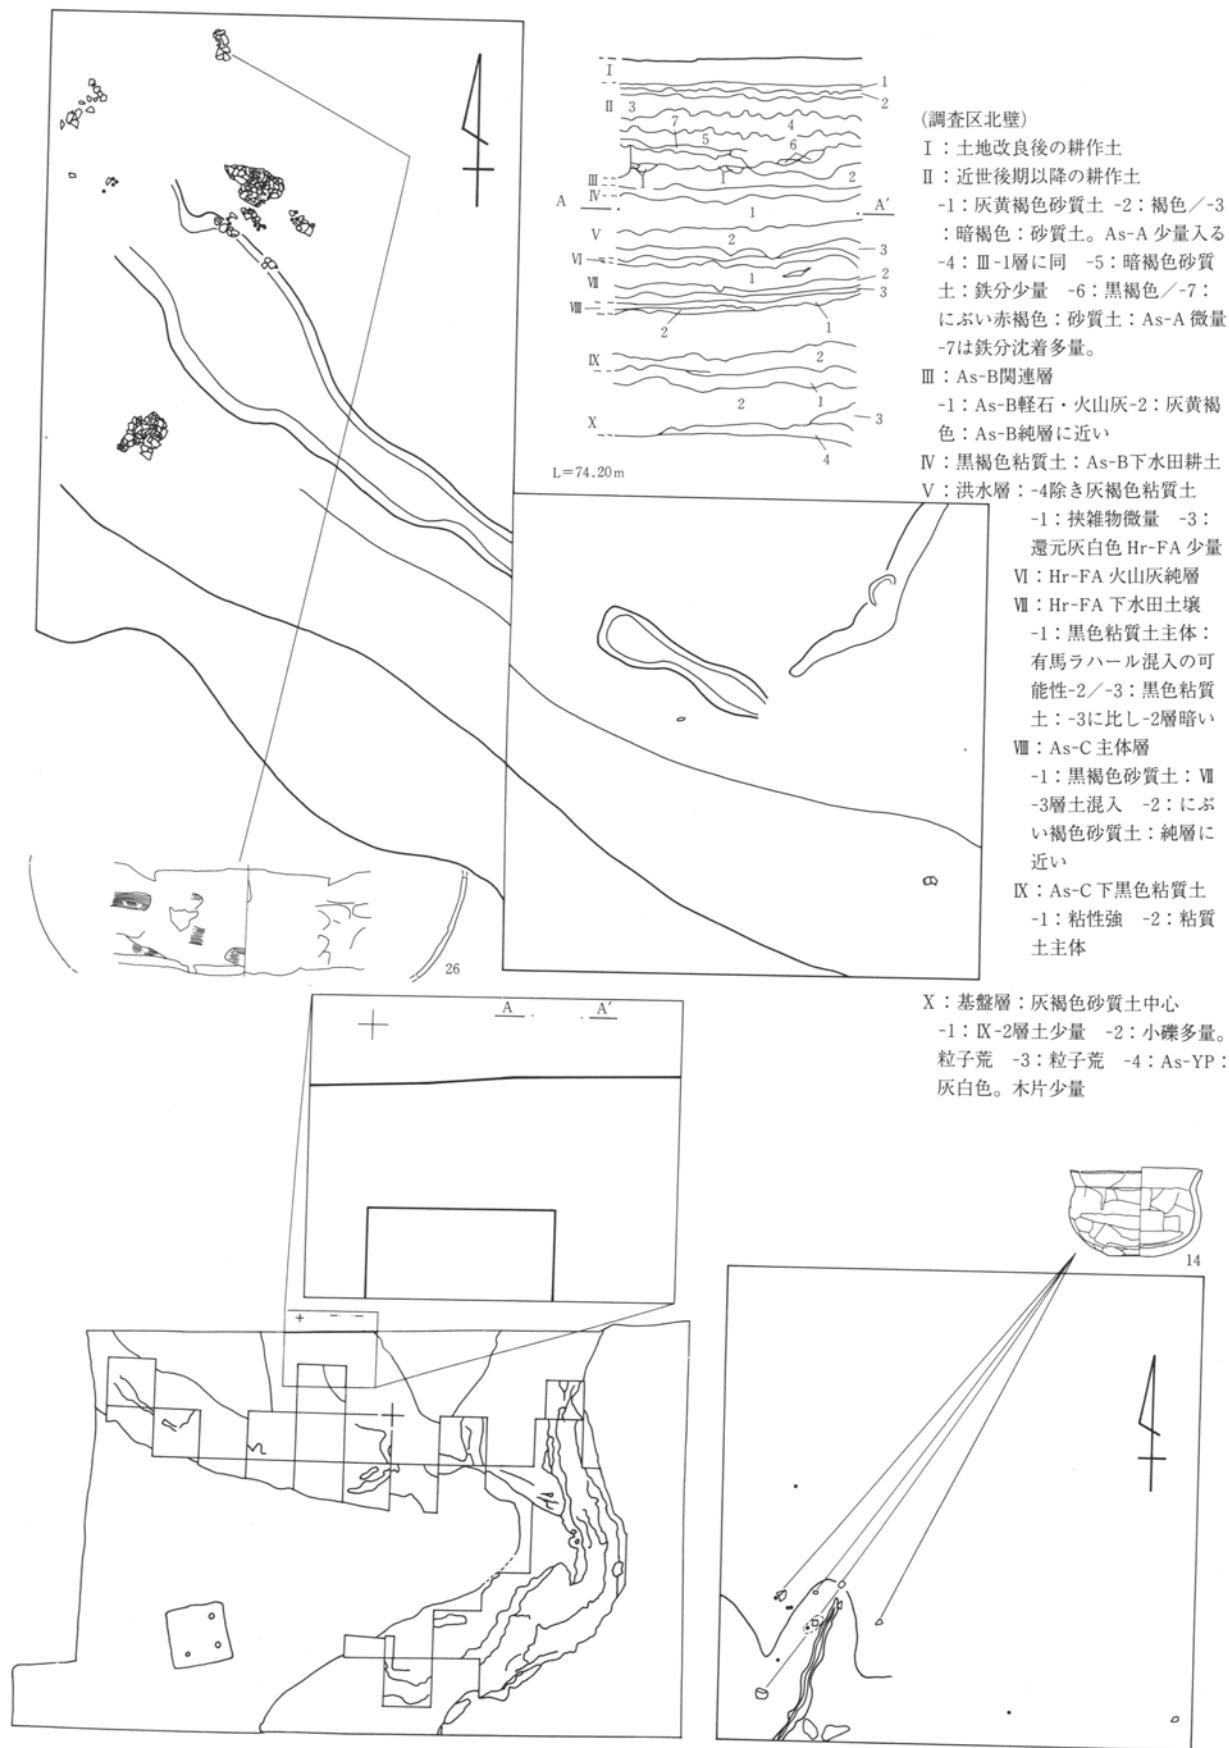 (調査区北壁)
Ⅰ：土地改良後の耕作土
Ⅱ：近世後期以降の耕作土
-1：灰黄褐色砂質土 -2：褐色／-3
：暗褐色：砂質土。As-A 少量入る
-4：Ⅲ-1層に同 -5：暗褐色砂質
土：鉄分少量 -6：黒褐色／-7：
にぶい赤褐色：砂質土：As-A 微量
-7は鉄分沈着多量。
Ⅲ：As-B関連層
-1：As-B軽石・火山灰-2：灰黄褐
色：As-B純層に近い
Ⅳ：黒褐色粘質土：As-B下水田耕土
Ⅴ：洪水層：-4除き灰褐色粘質土
-1：挟雑物微量 -3：
還元灰白色 Hr-FA 少量
Ⅵ：Hr-FA 火山灰純層
Ⅶ：Hr-FA 下水田土壌
-1：黒色粘質土主体：
有馬ラハール混入の可
能性-2／-3：黒色粘質
土：-3に比し-2層暗い
Ⅷ：As-C 主体層
-1：黒褐色砂質土：Ⅶ
-3層土混入 -2：にぶ
い褐色砂質土：純層に
近い
Ⅸ：As-C 下黒色粘質土
-1：粘性強 -2：粘質
土主体
Ⅹ：基盤層：灰褐色砂質土中心
-1：Ⅸ-2層土少量 -2：小礫多量。
粒子荒 -3：粒子荒 -4：As-YP：
灰白色。木片少量
Ⅰ
1
2
Ⅱ 3
4
7
5
6
2
1
1
Ⅲ
Ⅳ
A
1
A′
Ⅴ
2
3
Ⅵ
1
2
Ⅶ
3
Ⅷ
2
1
Ⅸ
2
1
2
3
Ⅹ
4
L=74.20m
26
A
A′
14